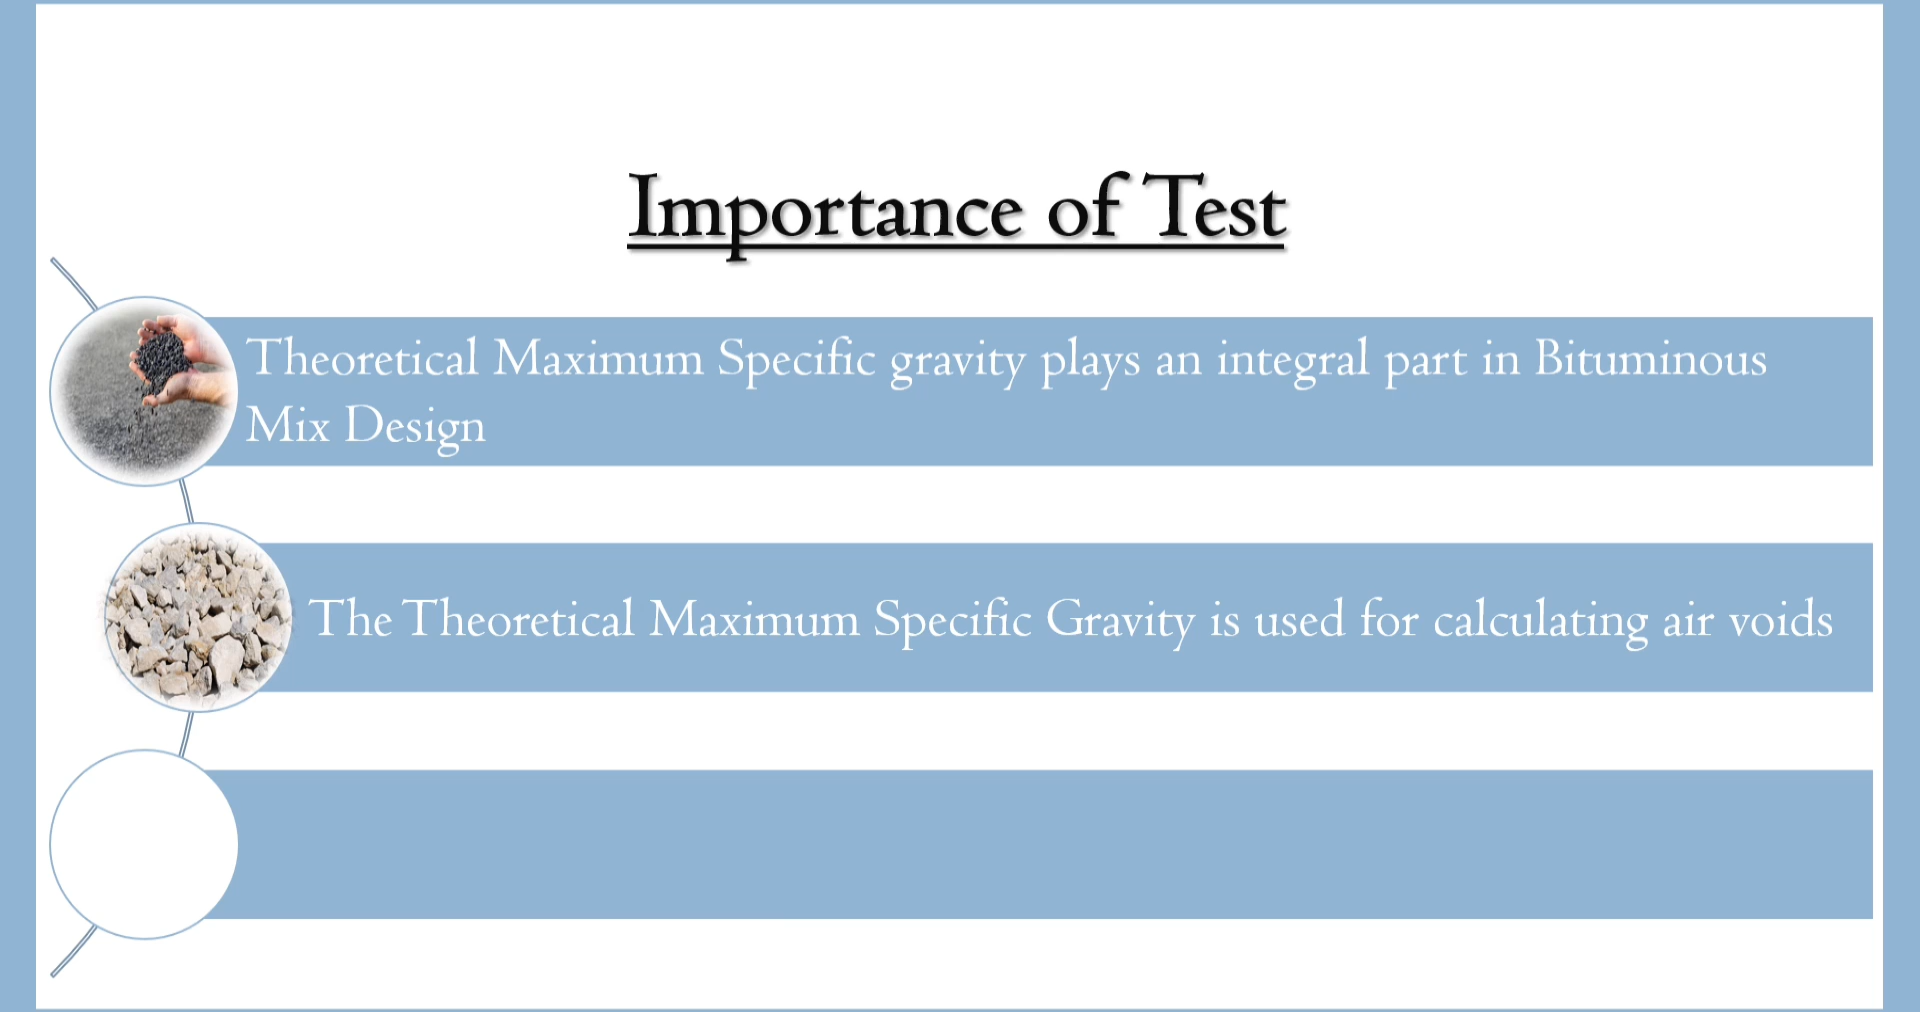 Importance of Test
Theoretical Maximum Specific gravity plays an integral part in Bituminous
Mix Design
The Theoretical Maximum Specific Gravity is used for calculating air voids